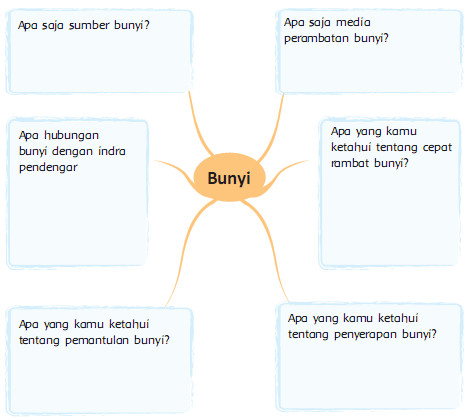 Apa saja sumber bunyi?
Apa saja media
perambatan bunyi?
Apa hubungan
bunyi dengan indra
pendengar
Apa yang kamu
ketahui tentang cepat
rambat bunyi?
Bunyi
Apa yang kamu ketahui
tentang pemantulan bunyi?
Apa yang kamu ketahui
tentang penyerapan bunyi?